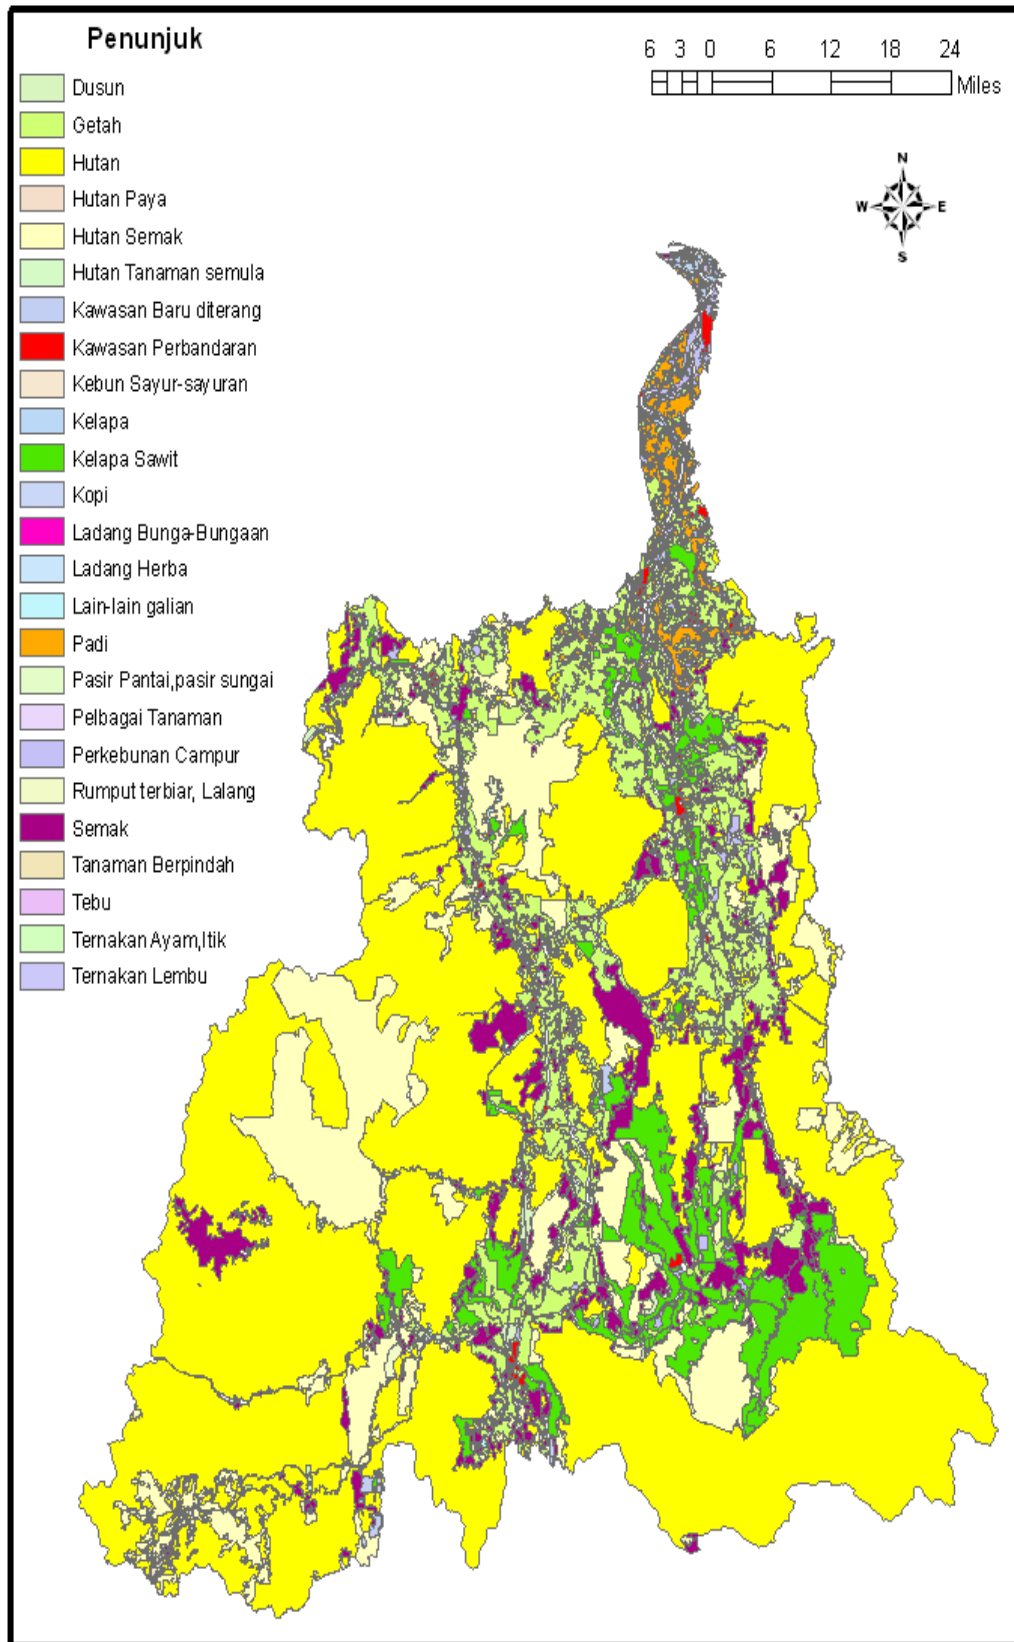 Penunjuk
Dusun
Getah
Hutan
Hutan Paya
Hutan Semak
Hutan Tanaman semula
Kawasan Baru diterang
Kawasan Perbandaran
Kebun Sayur-sayuran
Kelapa
Kelapa Sawit
Kopi
Ladang Bunga-Bungaan
Ladang Herba
Lain-lain galian
Padi
Pasir Pantai,pasir sungai
Pelbagai Tanaman
Perkebunan Campur
Rumput terbiar, Lalang
Semak
Tanaman Berpindah
Tebu
Ternakan Ayam,Itik
Ternakan Lembu
6 3 0 6 12 18 24
Miles
N
W E
S